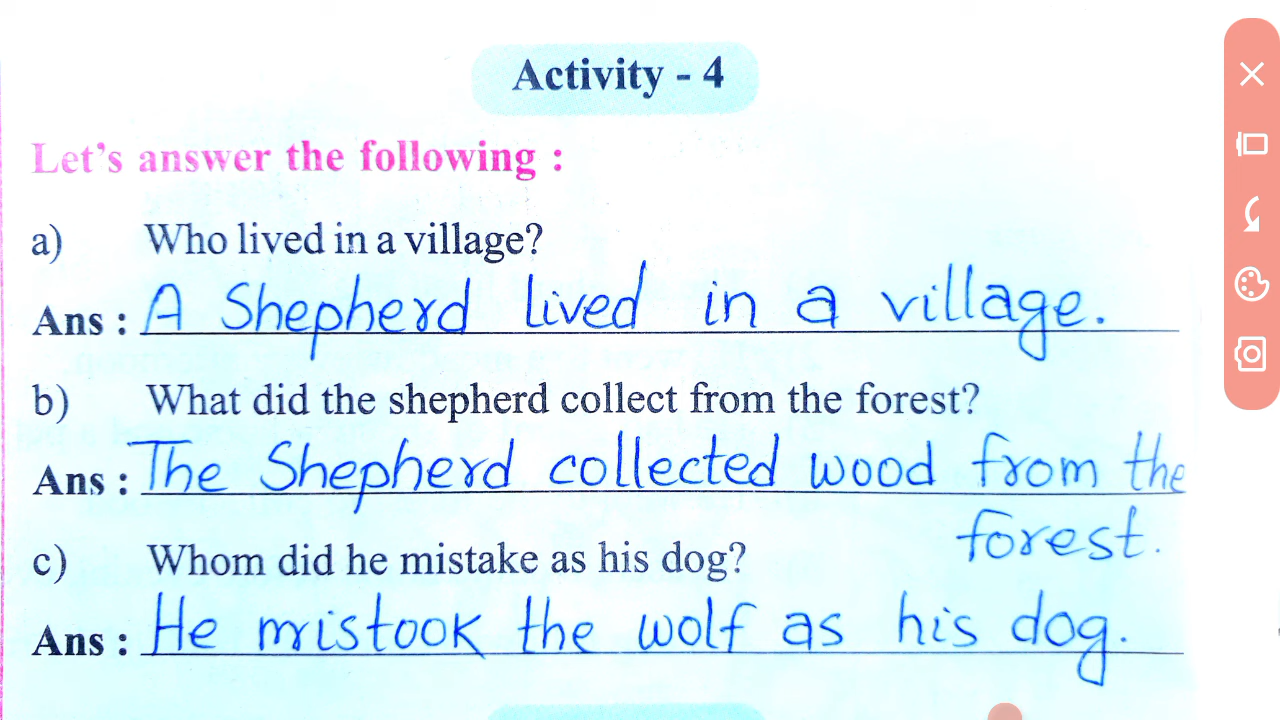 Activity - 4
Let's answer the following :
a) Who lived in a village?
Ans : A Shepherd lived in a village.
b) What did the shepherd collect from the forest?
Ans : The Shepherd collected wood from the
forest.
c) Whom did he mistake as his dog?
Ans : He mistook the wolf as his dog.